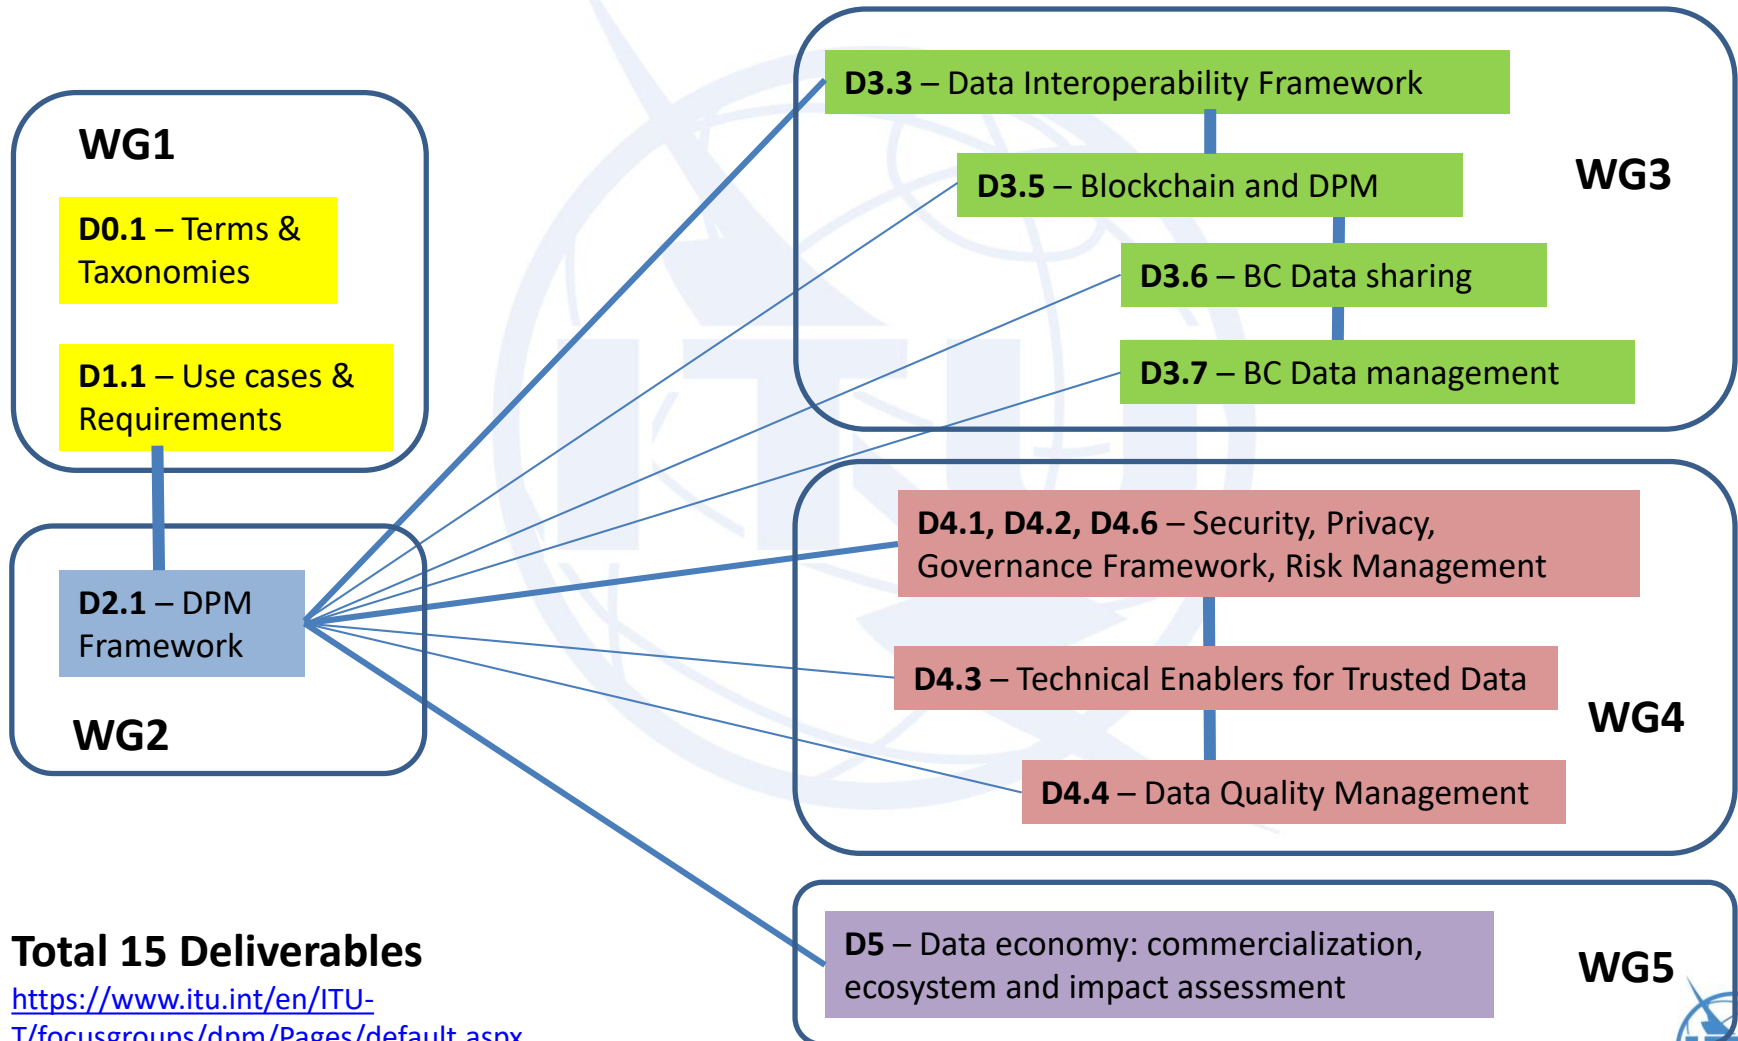 WG1
D0.1 – Terms &
Taxonomies
D1.1 – Use cases &
Requirements
D2.1 – DPM
Framework
WG2
D3.3 – Data Interoperability Framework
D3.5 – Blockchain and DPM
WG3
D3.6 – BC Data sharing
D3.7 – BC Data management
D4.1, D4.2, D4.6 – Security, Privacy,
Governance Framework, Risk Management
D4.3 – Technical Enablers for Trusted Data
WG4
D4.4 – Data Quality Management
D5 – Data economy: commercialization,
ecosystem and impact assessment
WG5
Total 15 Deliverables
https://www.itu.int/en/ITU-
T/focusgroups/dpm/Pages/default.aspx
ITU